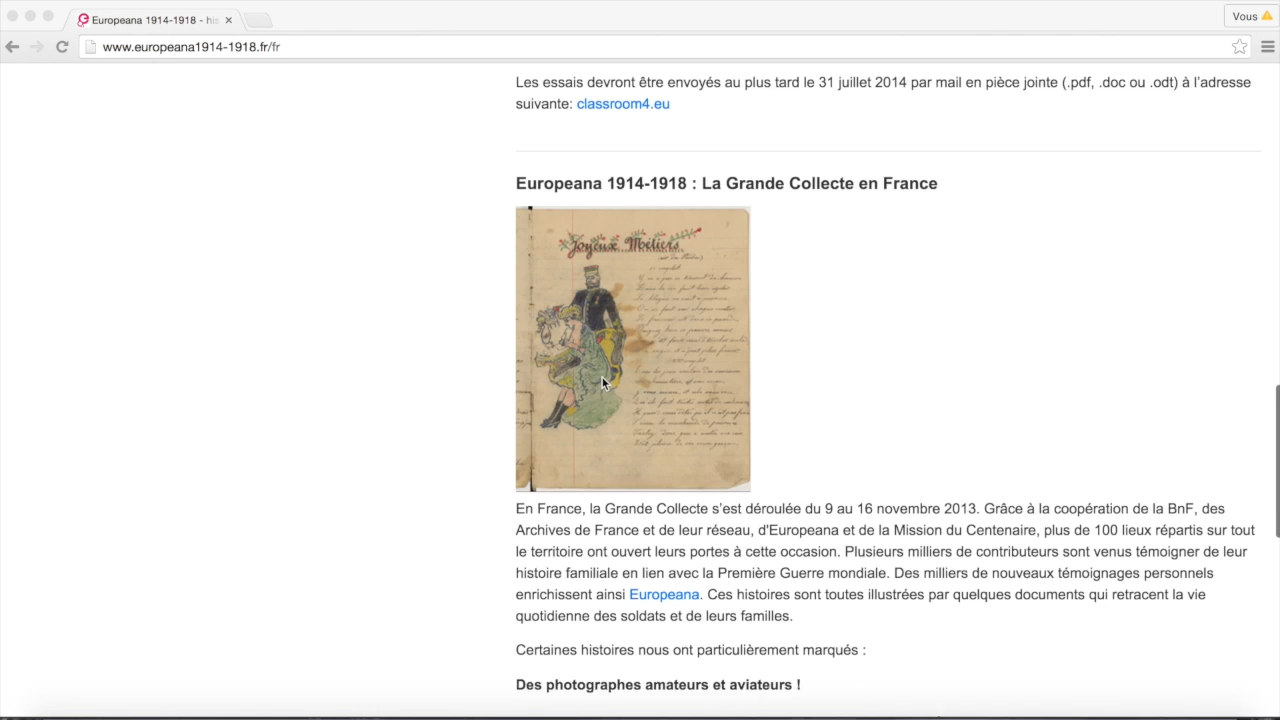 Europeana 1914-1918 - his
Vous
www.europeana1914-1918.fr/fr
Les essais devront être envoyés au plus tard le 31 juillet 2014 par mail en pièce jointe (.pdf, .doc ou .odt) à l'adresse
suivante: classroom4.eu
Europeana 1914-1918 : La Grande Collecte en France
Joyeux Métiers
En France, la Grande Collecte s'est déroulée du 9 au 16 novembre 2013. Grâce à la coopération de la BnF, des
Archives de France et de leur réseau, d'Europeana et de la Mission du Centenaire, plus de 100 lieux répartis sur tout
le territoire ont ouvert leurs portes à cette occasion. Plusieurs milliers de contributeurs sont venus témoigner de leur
histoire familiale en lien avec la Première Guerre mondiale. Des milliers de nouveaux témoignages personnels
enrichissent ainsi Europeana. Ces histoires sont toutes illustrées par quelques documents qui retracent la vie
quotidienne des soldats et de leurs familles.
Certaines histoires nous ont particulièrement marqués :
Des photographes amateurs et aviateurs !